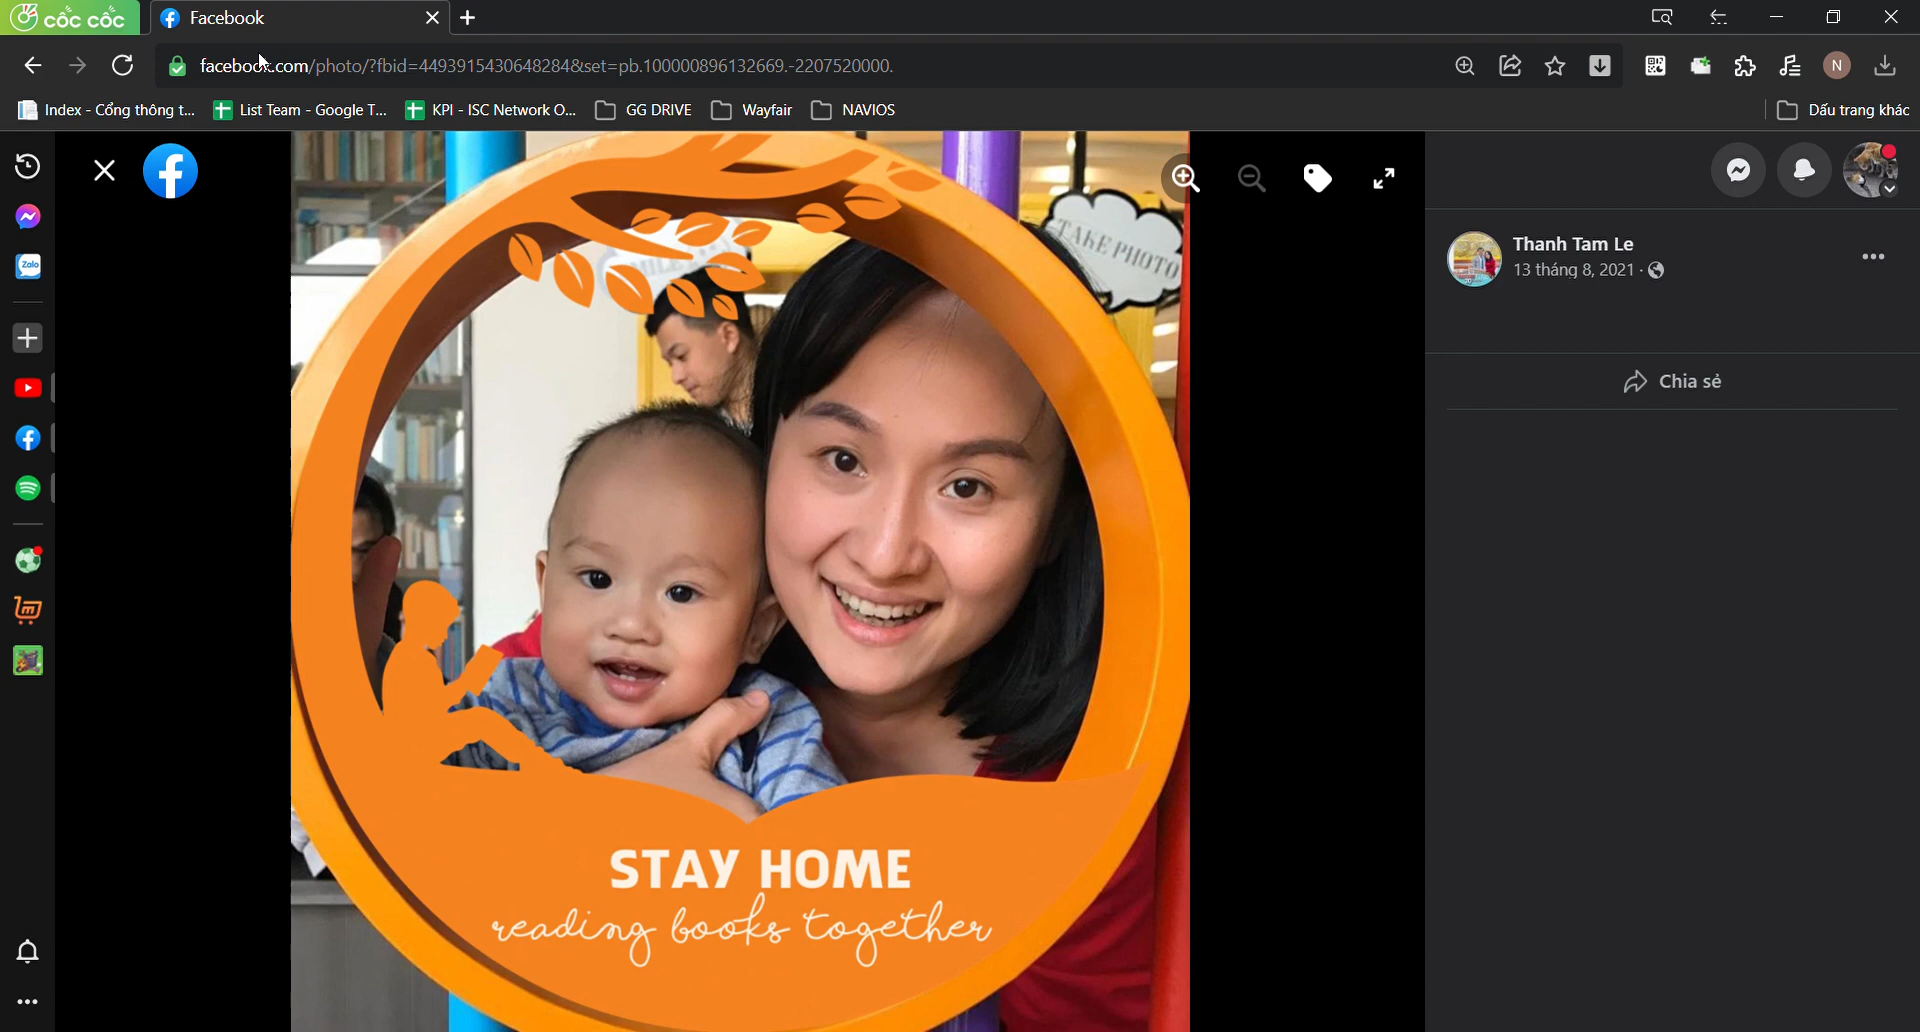 cốc cốc
Facebook
facebook.com/photo/?fbid=4493915430648284&set=pb.100000896132669.-2207520000.
N
Index - Cổng thông t...
List Team - Google T...
KPI - ISC Network O...
GG DRIVE
Wayfair
NAVIOS
Dấu trang khác
Zalo
TAKE PHOTO
Thanh Tam Le
13 tháng 8, 2021 ·
Chia sẻ
STAY HOME
reading books together